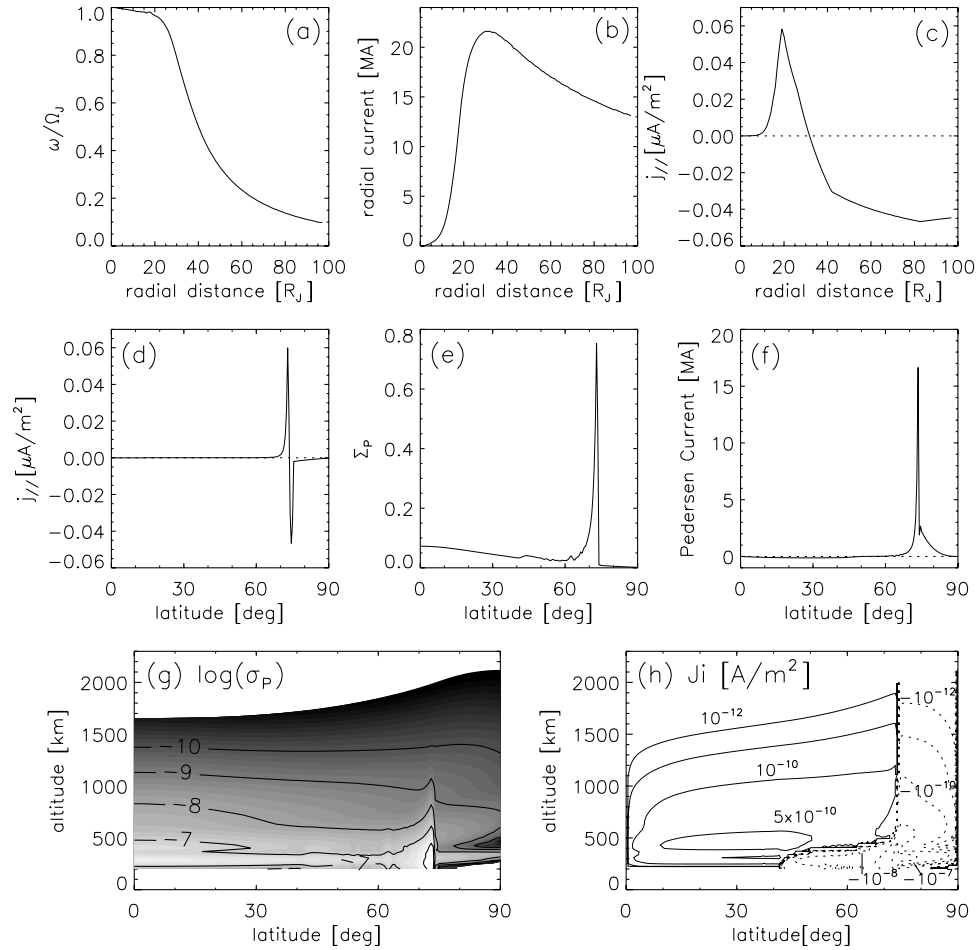 (a)
ω/Ω_J
1.0
0.8
0.6
0.4
0.2
0.0
0 20 40 60 80 100
radial distance [R_J]
(b)
radial current [MA]
20
15
10
5
0
0 20 40 60 80 100
radial distance [R_J]
(c)
j_// [μA/m²]
0.06
0.04
0.02
0.00
−0.02
−0.04
−0.06
0 20 40 60 80 100
radial distance [R_J]
(d)
j_// [μA/m²]
0.06
0.04
0.02
0.00
−0.02
−0.04
−0.06
0 30 60 90
latitude [deg]
(e)
Σ_P
0.8
0.6
0.4
0.2
0.0
0 30 60 90
latitude [deg]
(f)
Pedersen Current [MA]
20
15
10
5
0
0 30 60 90
latitude [deg]
(g) log(σ_P)
altitude [km]
2000
1500
1000
500
0
−10
−9
−8
−7
−7
0 30 60 90
latitude [deg]
(h) Ji [A/m²]
altitude [km]
2000
1500
1000
500
0
10⁻¹²
−10⁻¹²
10⁻¹⁰
−10⁻¹⁰
5x10⁻¹⁰
−10⁻⁸
−10⁻⁷
0 30 60 90
latitude[deg]